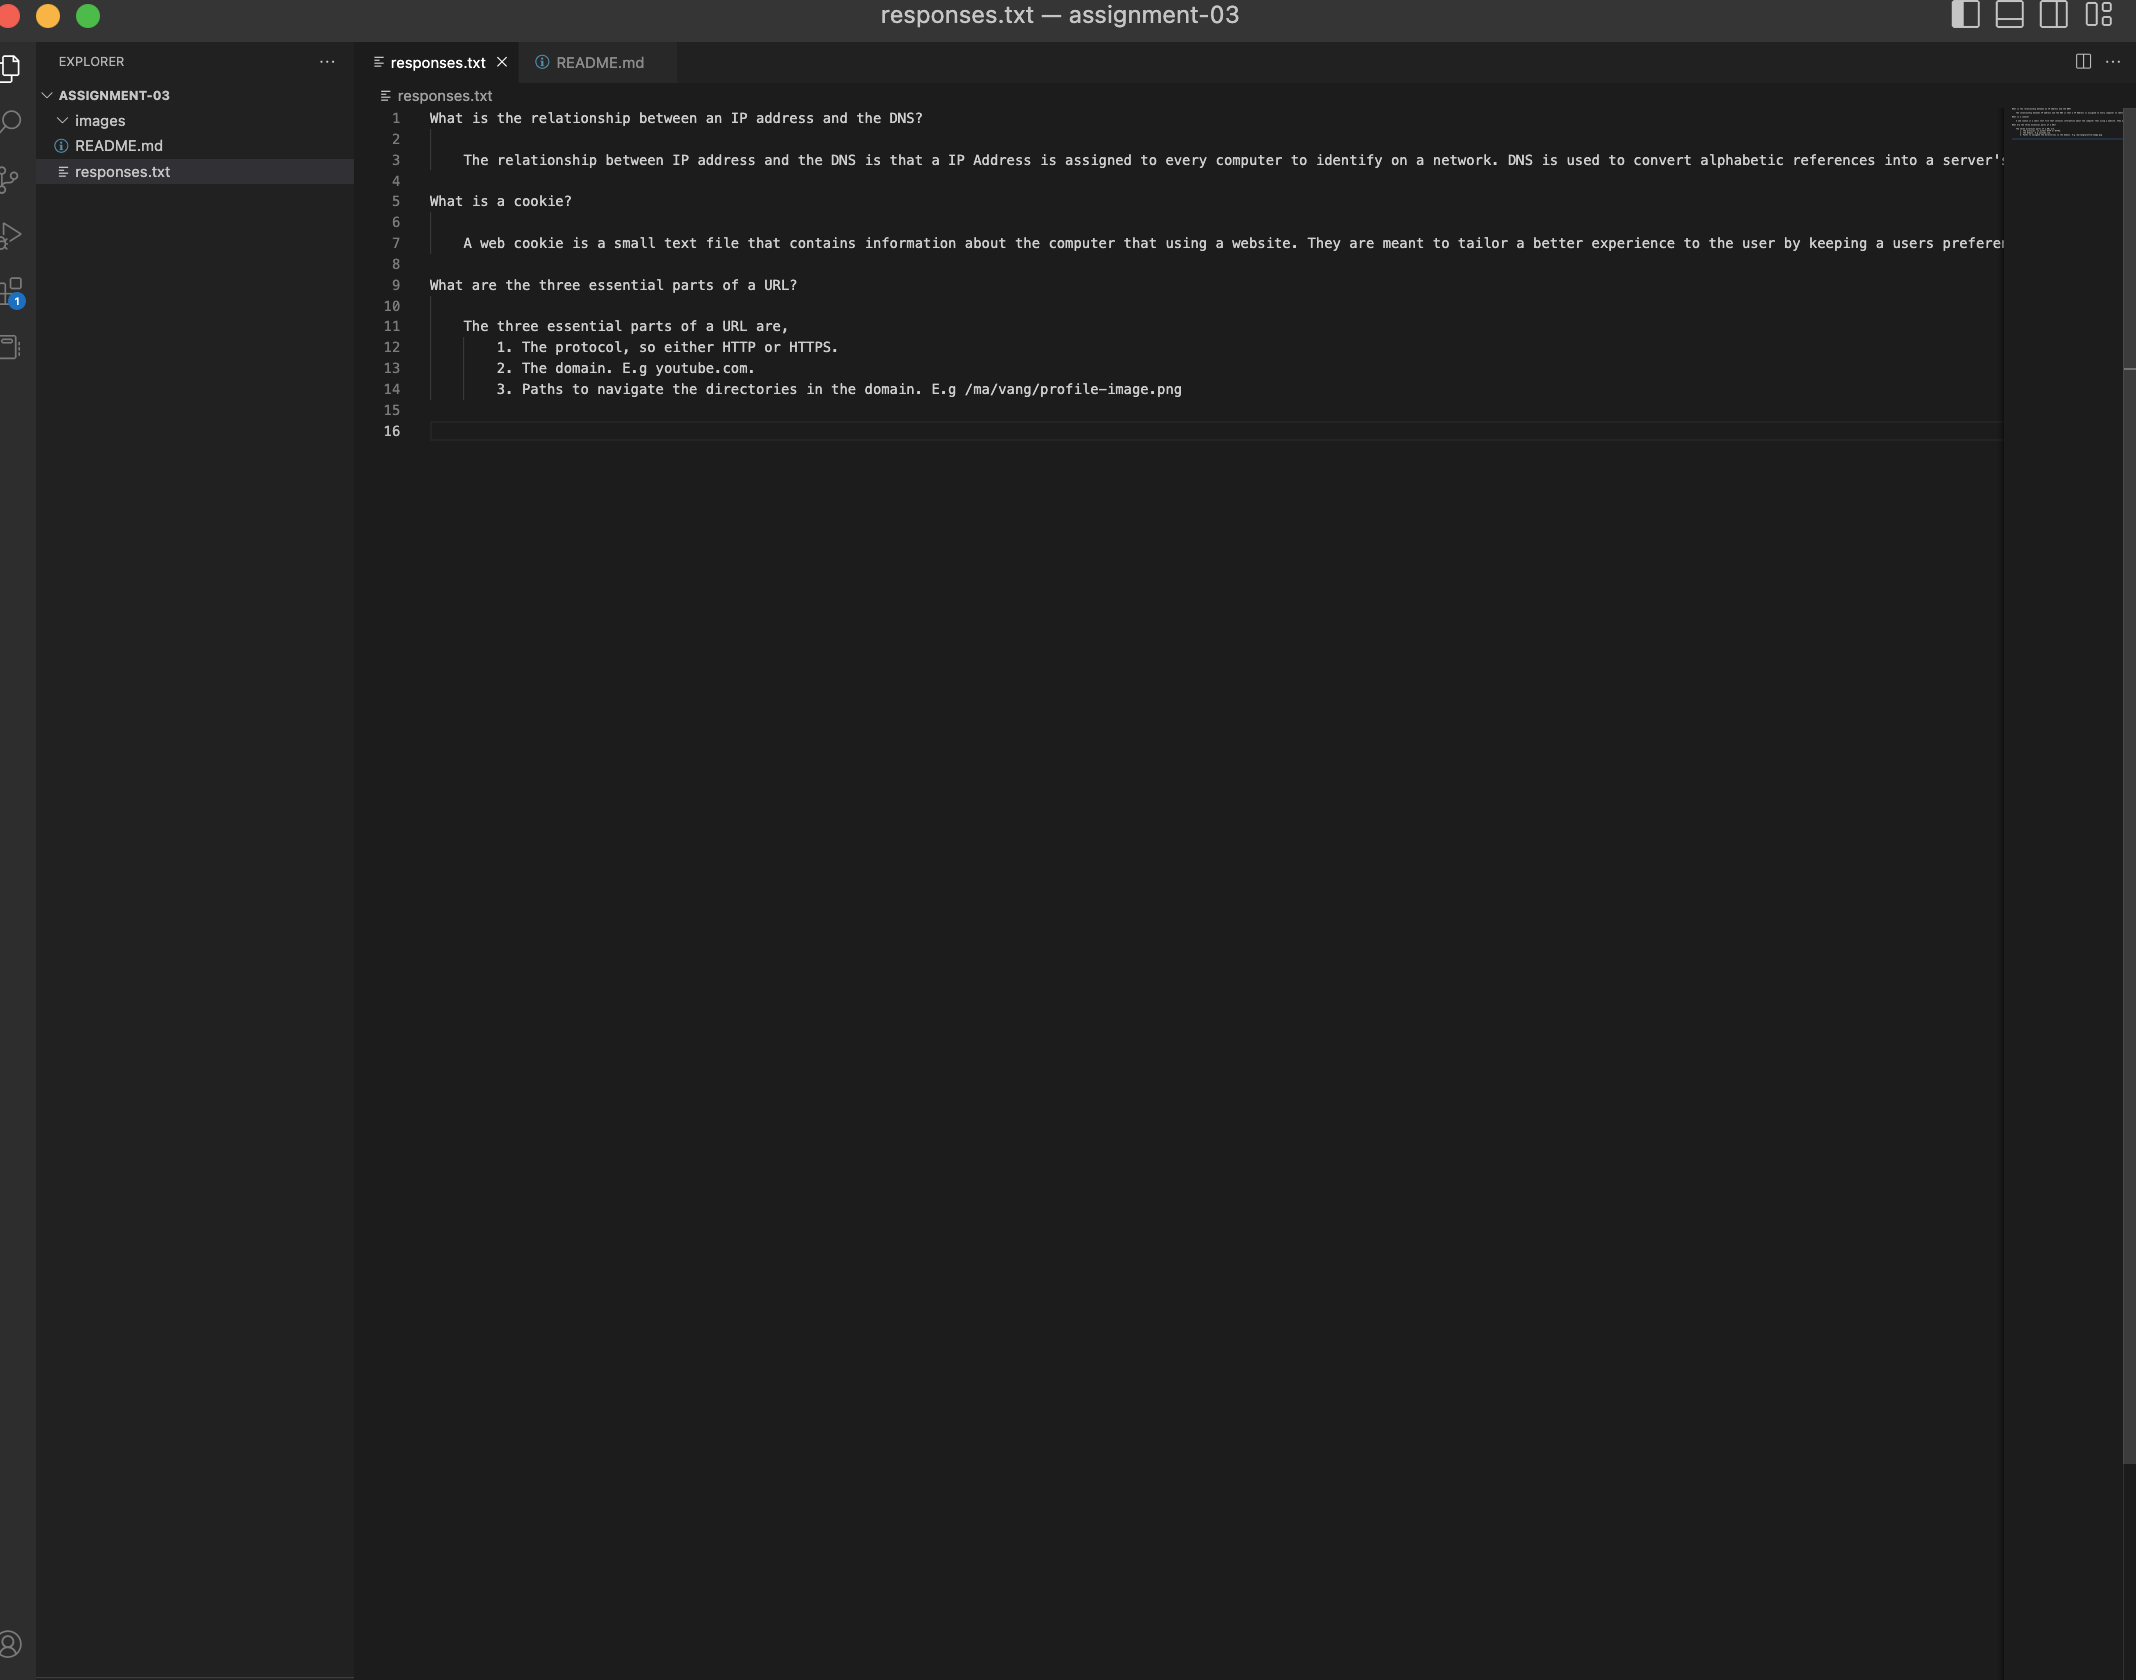 responses.txt — assignment-03
EXPLORER
responses.txt
README.md
ASSIGNMENT-03
responses.txt
images
README.md
responses.txt
1 What is the relationship between an IP address and the DNS?
2
3 The relationship between IP address and the DNS is that a IP Address is assigned to every computer to identify on a network. DNS is used to convert alphabetic references into a server's
4
5 What is a cookie?
6
7 A web cookie is a small text file that contains information about the computer that using a website. They are meant to tailor a better experience to the user by keeping a users
8
9 What are the three essential parts of a URL?
10
11 The three essential parts of a URL are,
12 1. The protocol, so either HTTP or HTTPS.
13 2. The domain. E.g youtube.com.
14 3. Paths to navigate the directories in the domain. E.g /ma/vang/profile-image.png
15
16
1